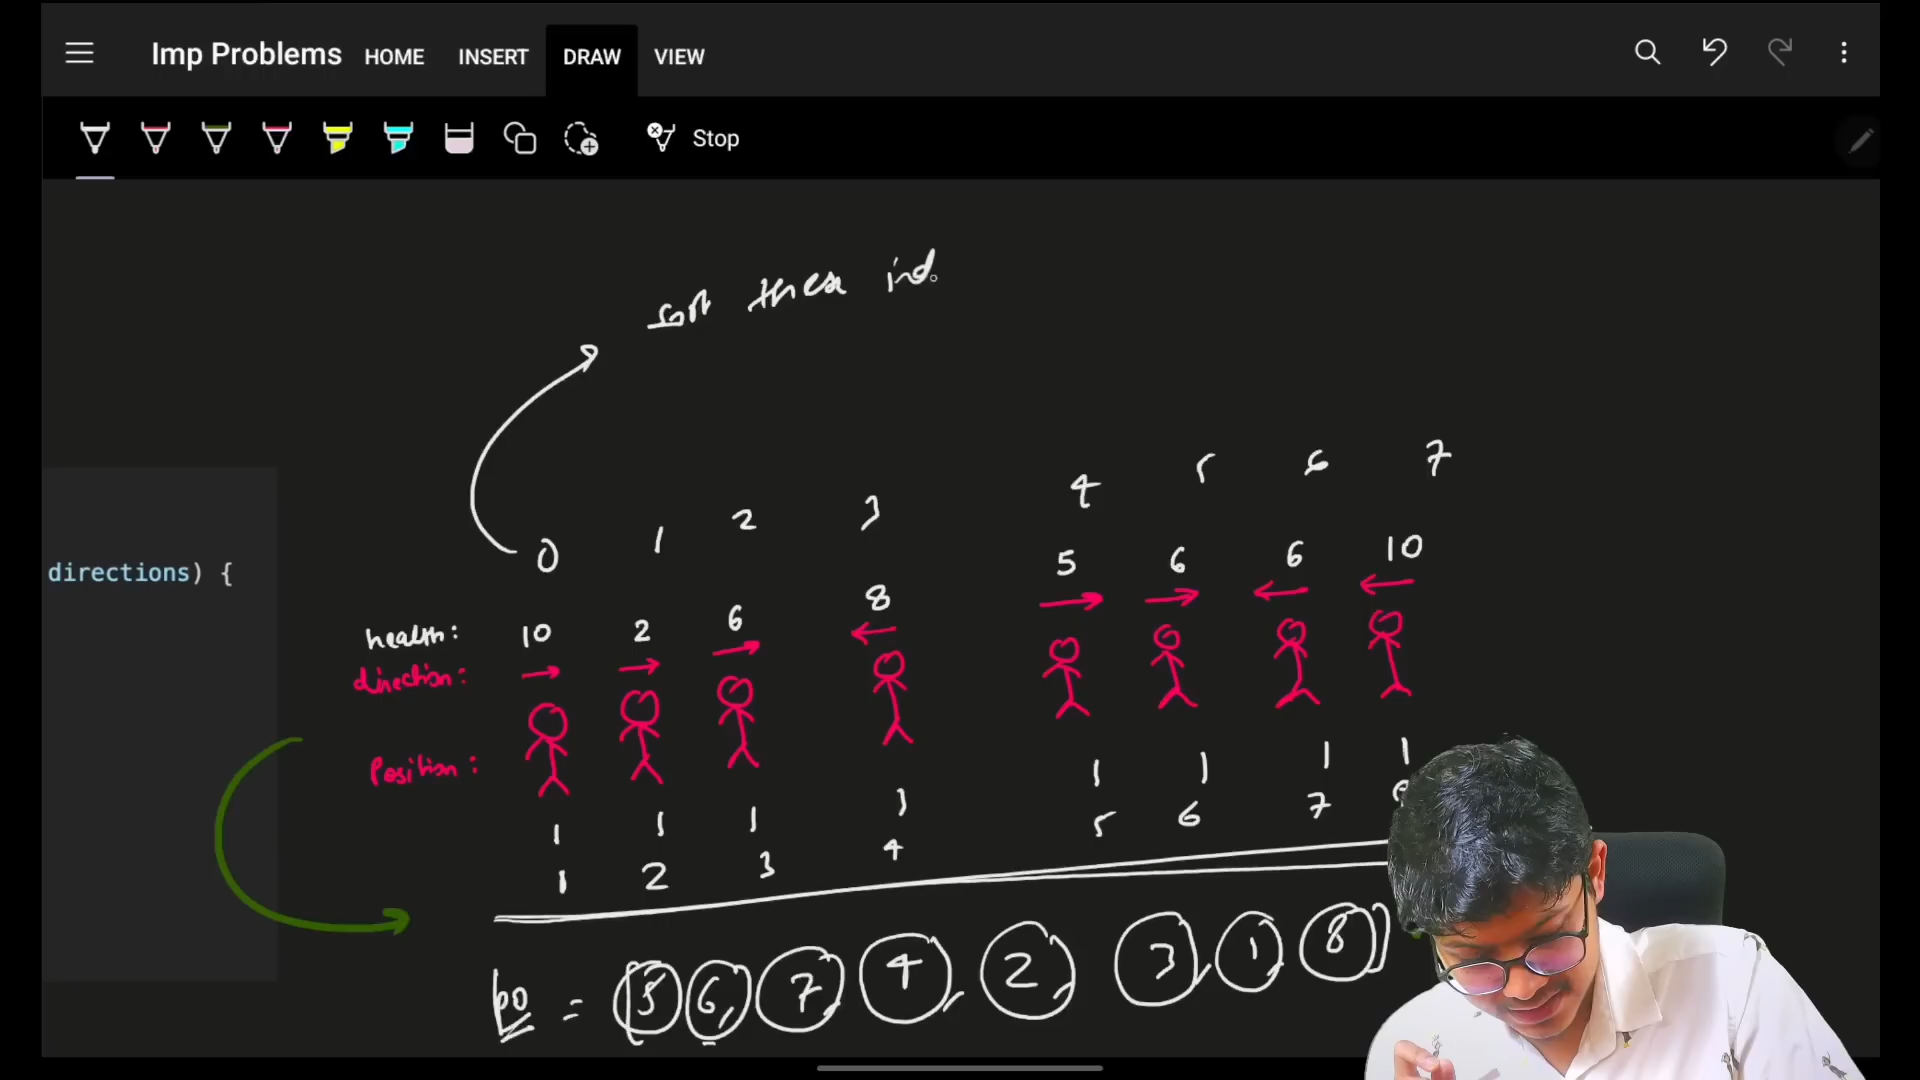 Imp Problems HOME INSERT DRAW VIEW
Stop
sort these ind
0 1 2 3 4 5 6 7
directions) {
health: 10 2 6 8 5 6 6 10
direction:
Position:
1 2 3 4 5 6 7
po = (5, 6, 7, 4, 2, 3, 1, 8)